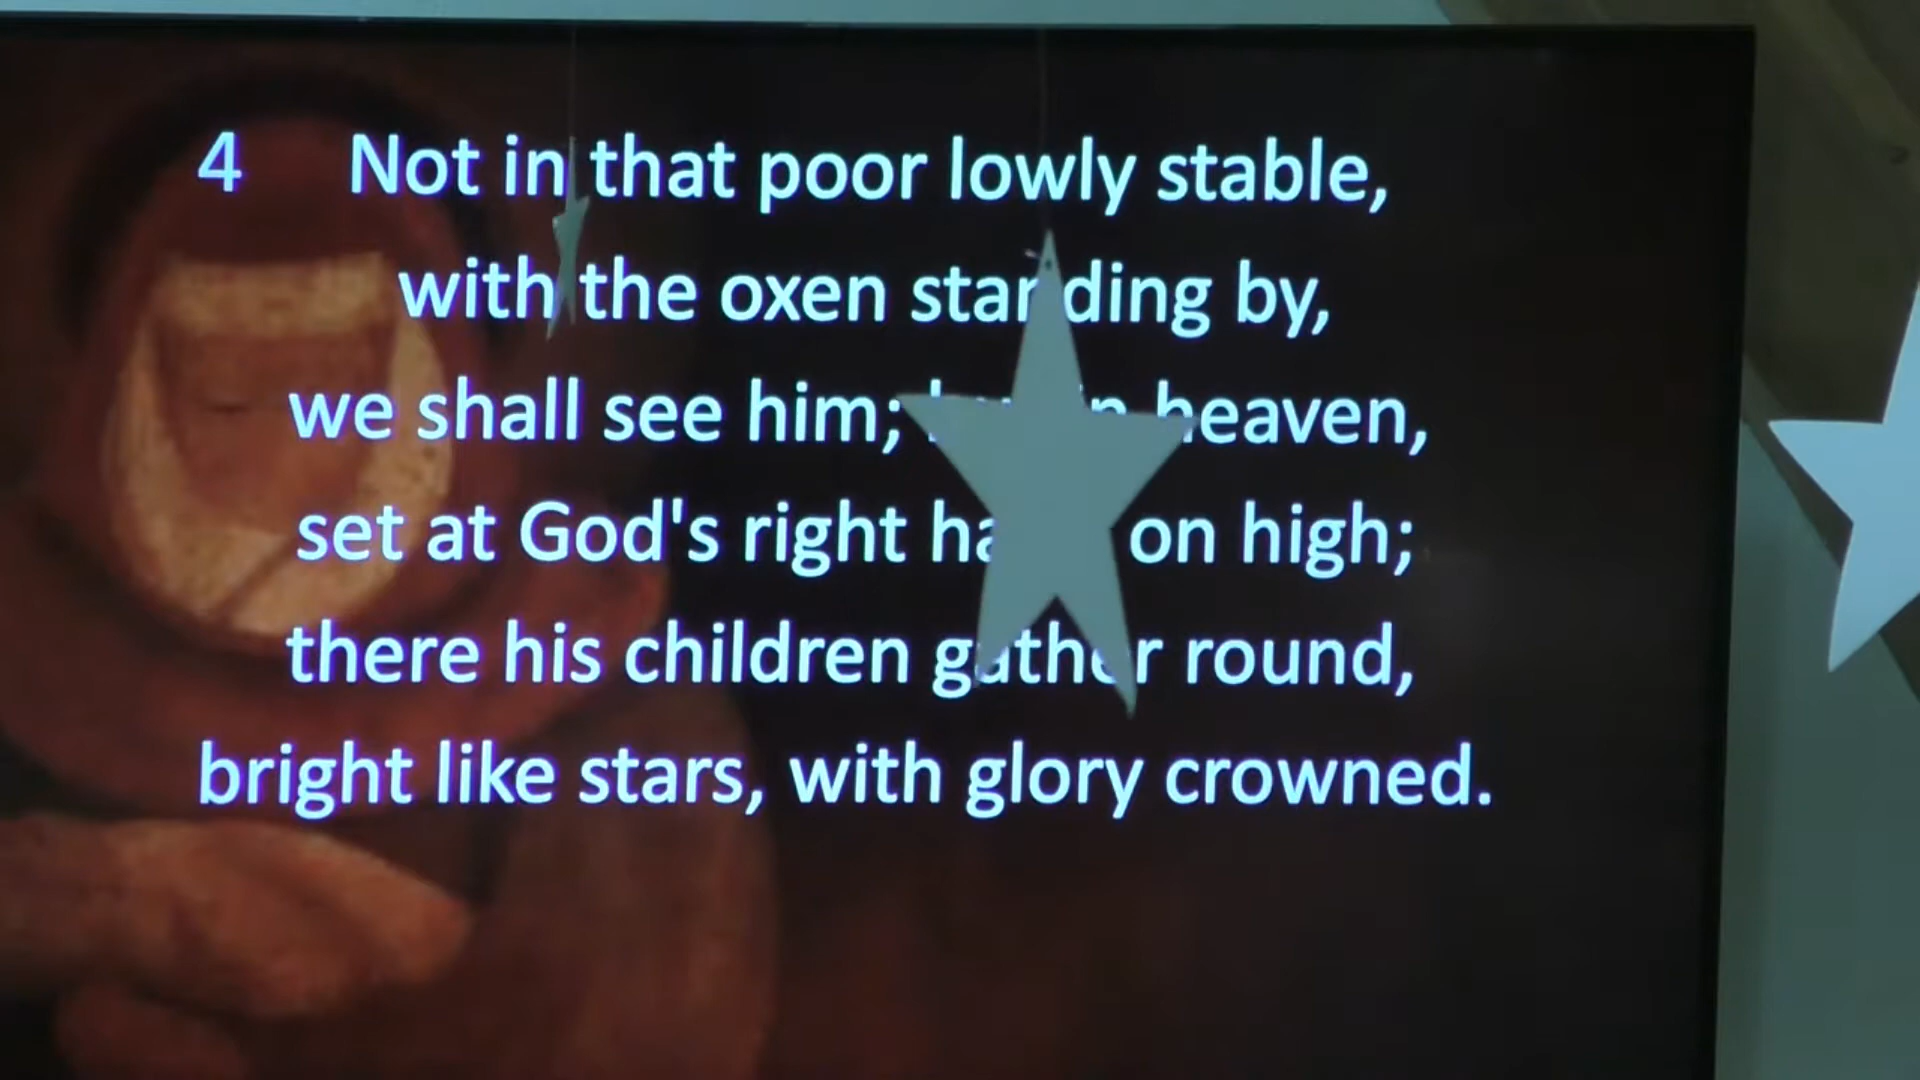 4 Not in that poor lowly stable,
with the oxen standing by,
we shall see him; heaven,
set at God's right on high;
there his children gather round,
bright like stars, with glory crowned.